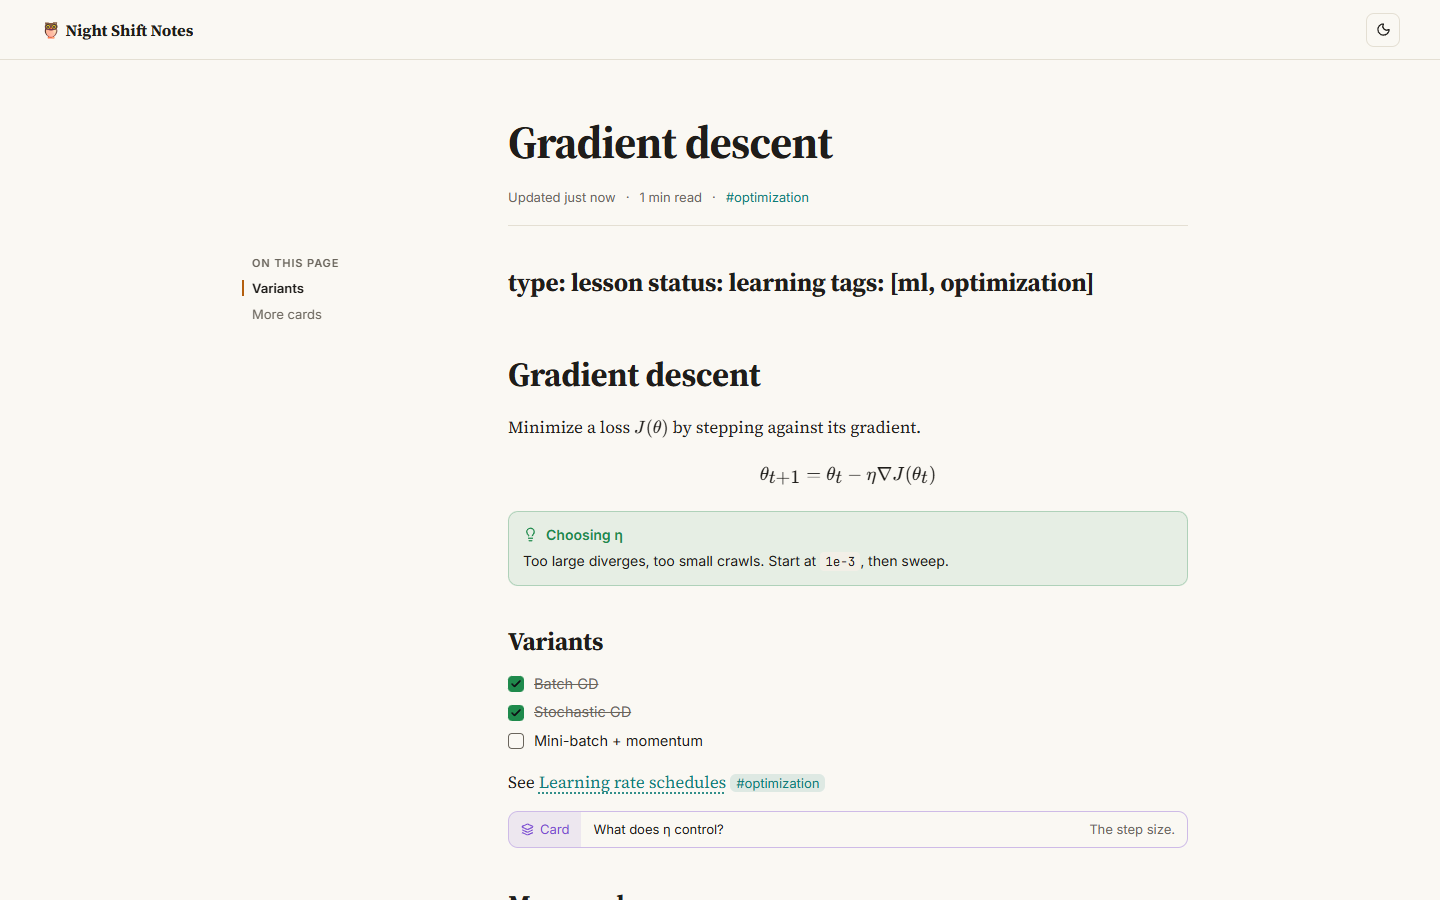 🦉 Night Shift Notes
Gradient descent
Updated just now · 1 min read · #optimization
ON THIS PAGE
Variants
More cards
type: lesson status: learning tags: [ml, optimization]
Gradient descent
Minimize a loss J(θ) by stepping against its gradient.
θt+1 = θt − η∇J(θt)
Choosing η
Too large diverges, too small crawls. Start at 1e-3, then sweep.
Variants
Batch GD
Stochastic GD
Mini-batch + momentum
See Learning rate schedules #optimization
Card What does η control? The step size.